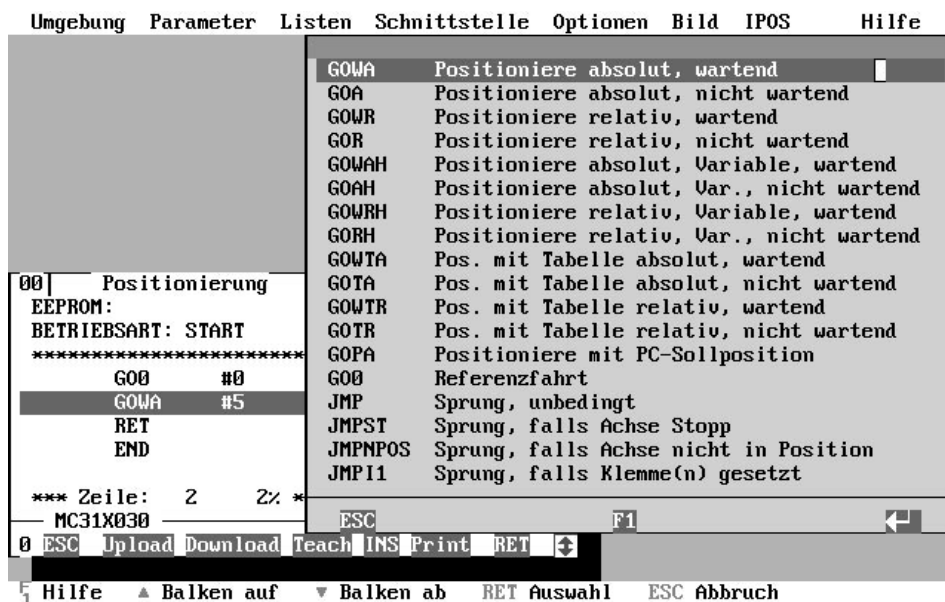 Umgebung Parameter Listen Schnittstelle Optionen Bild IPOS Hilfe
GOWA Positioniere absolut, wartend
GOA Positioniere absolut, nicht wartend
GOWR Positioniere relativ, wartend
GOR Positioniere relativ, nicht wartend
GOWAH Positioniere absolut, Variable, wartend
GOAH Positioniere absolut, Var., nicht wartend
GOWRH Positioniere relativ, Variable, wartend
GORH Positioniere relativ, Var., nicht wartend
GOWTA Pos. mit Tabelle absolut, wartend
GOTA Pos. mit Tabelle absolut, nicht wartend
GOWTR Pos. mit Tabelle relativ, wartend
GOTR Pos. mit Tabelle relativ, nicht wartend
GOPA Positioniere mit PC-Sollposition
GO0 Referenzfahrt
JMP Sprung, unbedingt
JMPST Sprung, falls Achse Stopp
JMPNPOS Sprung, falls Achse nicht in Position
JMPI1 Sprung, falls Klemme(n) gesetzt
ESC F1
00 Positionierung
EEPROM:
BETRIEBSART: START
************************
GO0 #0
GOWA #5
RET
END
*** Zeile: 2 2% *
MC31X030
0 ESC Upload Download Teach INS Print RET
F1 Hilfe ▲ Balken auf ▼ Balken ab RET Auswahl ESC Abbruch